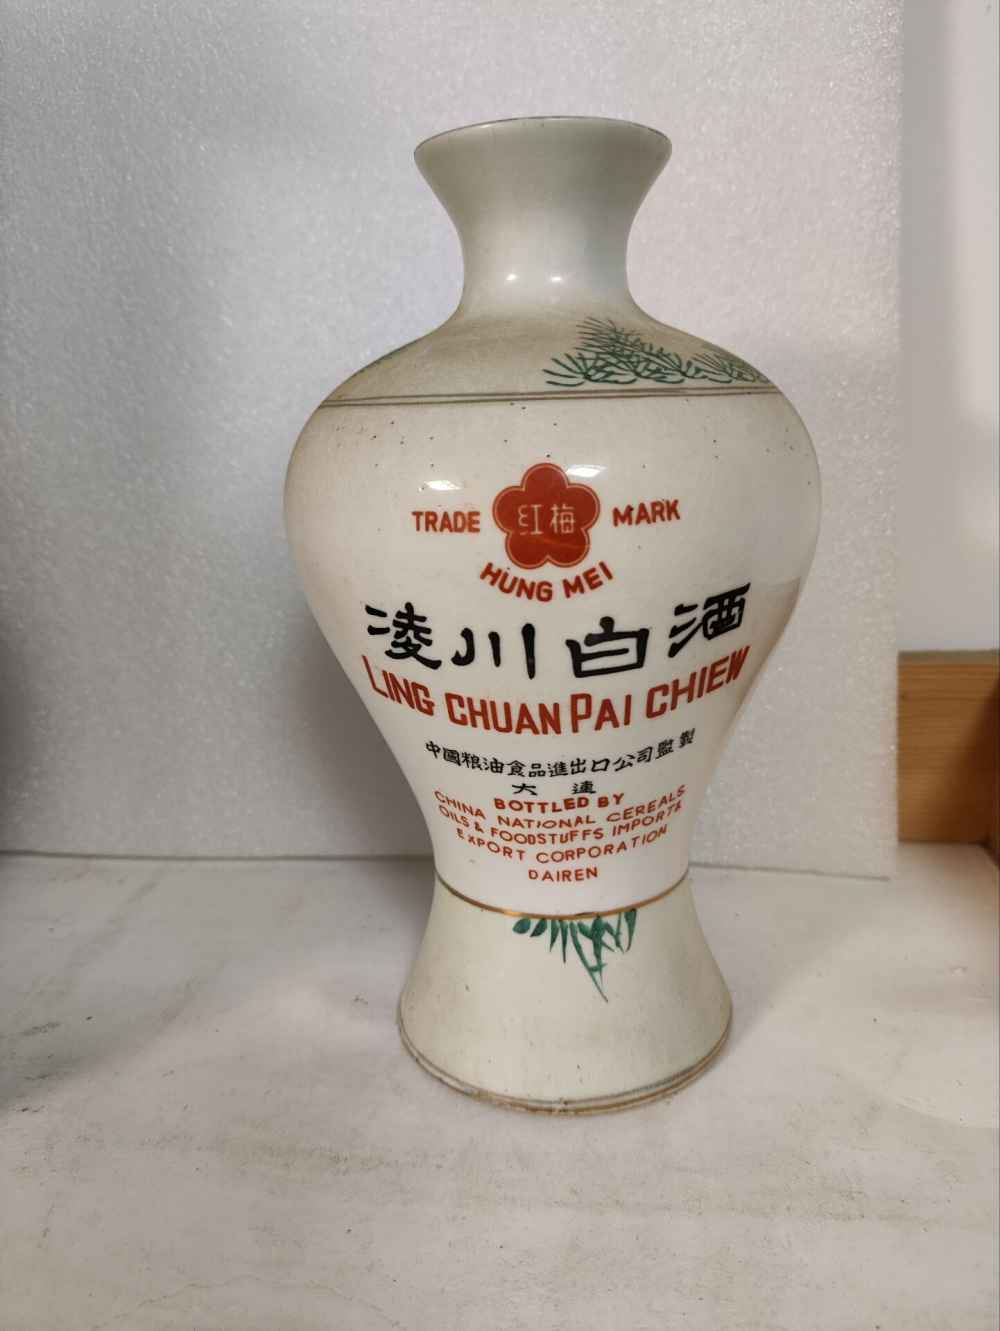 TRADE 红梅 MARK
HUNG MEI
凌川白酒
LING CHUAN PAI CHIEW
中國粮油食品進出口公司監製
大連
BOTTLED BY
CHINA NATIONAL CEREALS
OILS & FOODSTUFFS IMPORT &
EXPORT CORPORATION
DAIREN